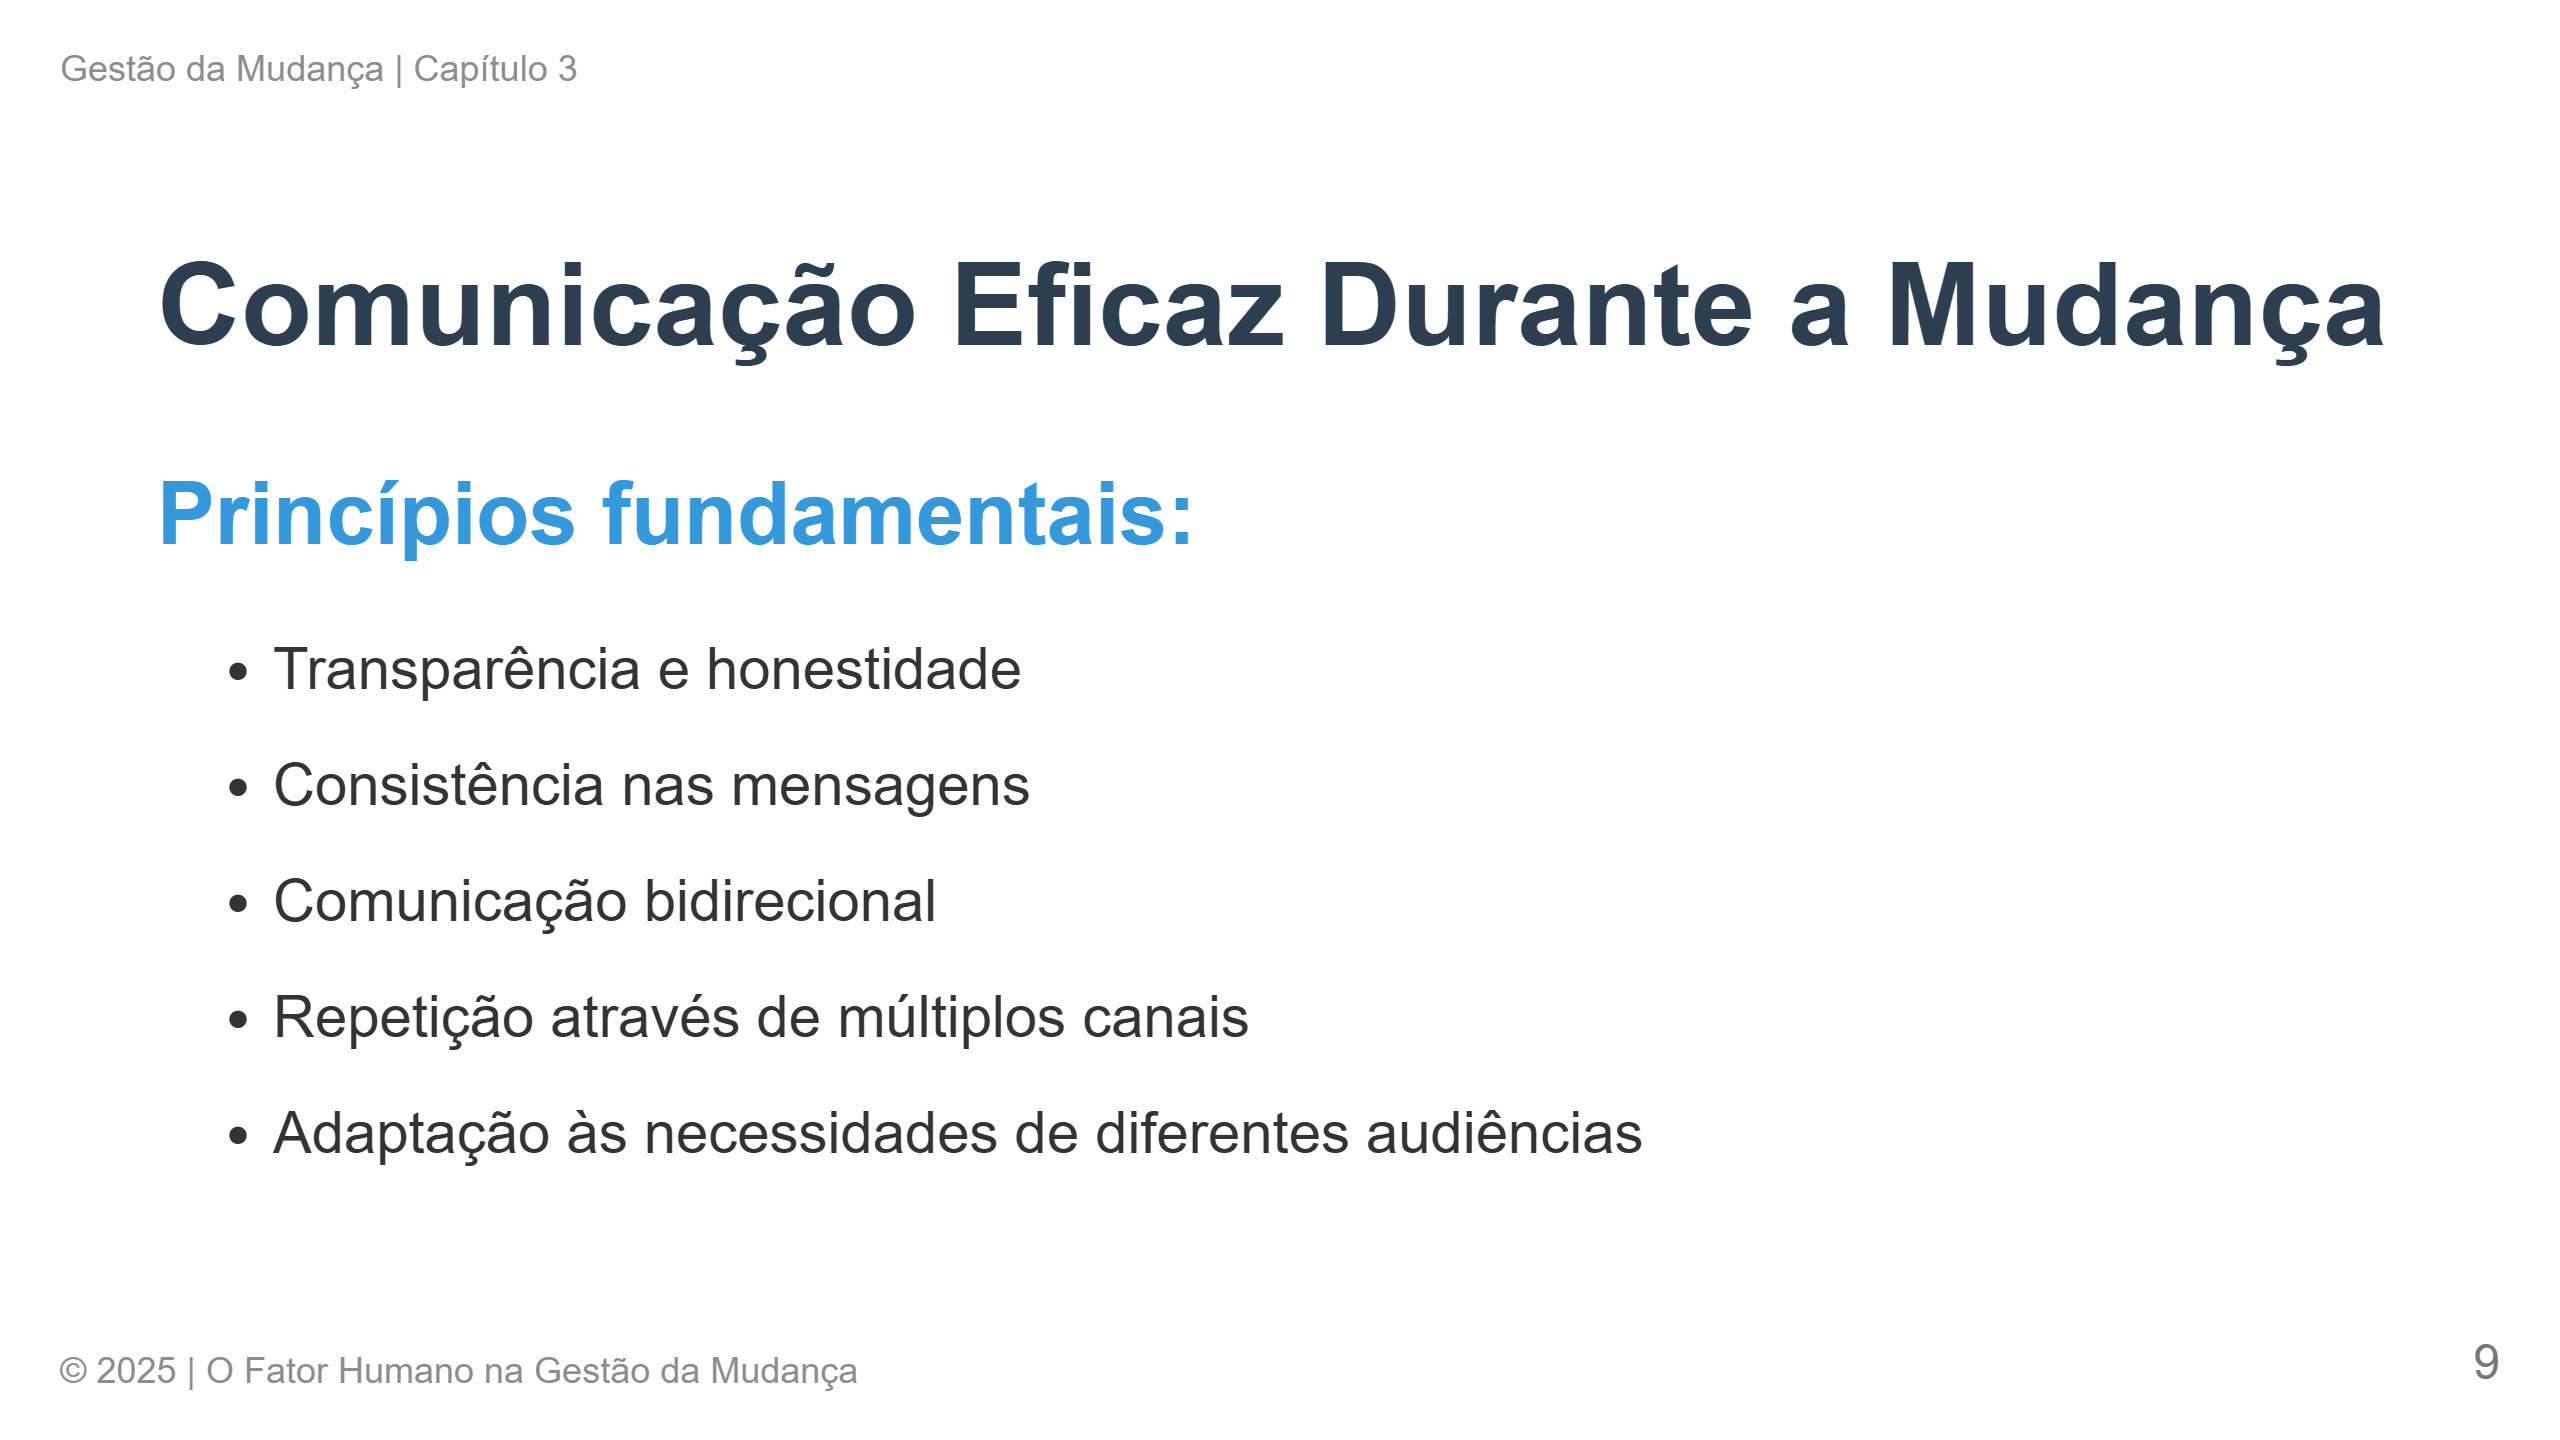 Gestão da Mudança | Capítulo 3
Comunicação Eficaz Durante a Mudança
Princípios fundamentais:
• Transparência e honestidade
• Consistência nas mensagens
• Comunicação bidirecional
• Repetição através de múltiplos canais
• Adaptação às necessidades de diferentes audiências
© 2025 | O Fator Humano na Gestão da Mudança
9